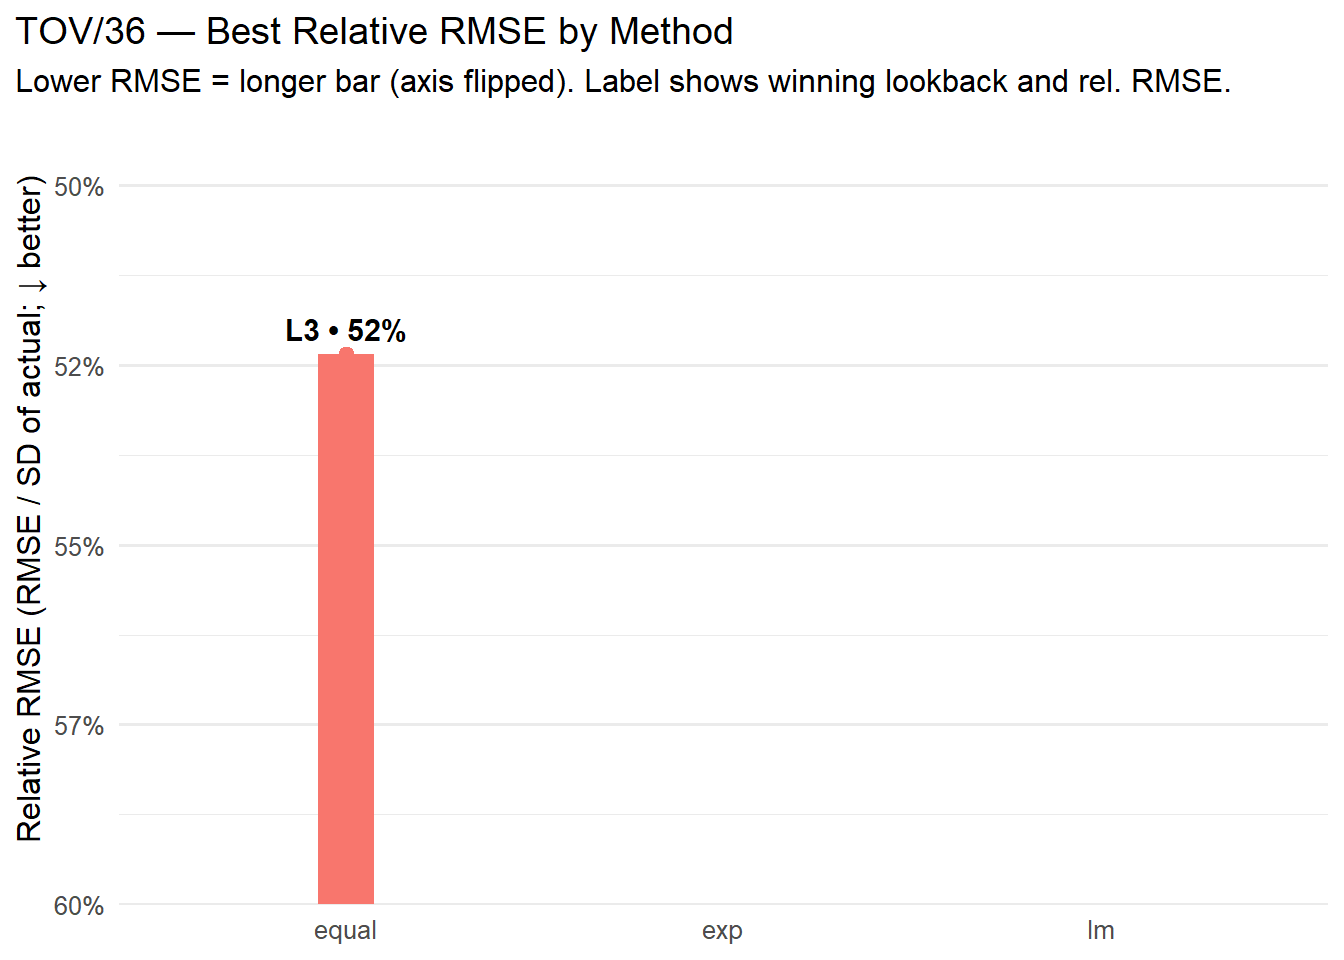 TOV/36 — Best Relative RMSE by Method
Lower RMSE = longer bar (axis flipped). Label shows winning lookback and rel. RMSE.
Relative RMSE (RMSE / SD of actual; ↓ better)
50%
52%
55%
57%
60%
L3 • 52%
equal
exp
lm